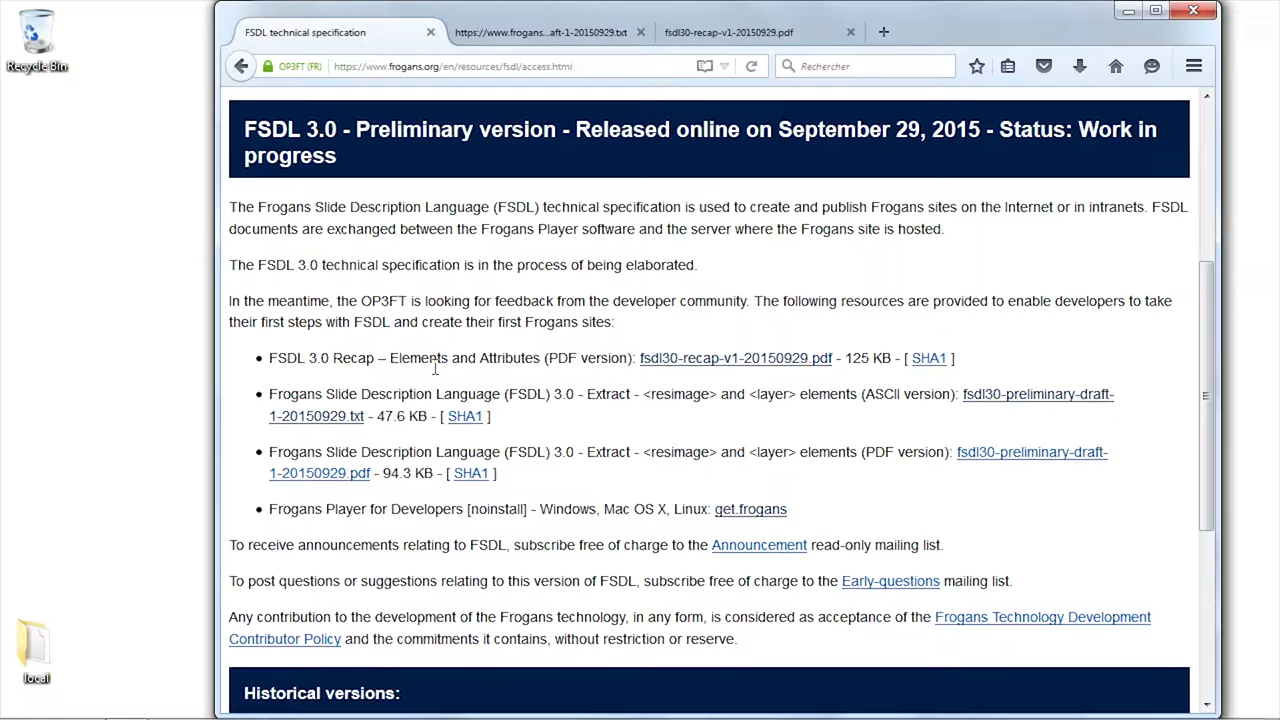 Recycle Bin
local
FSDL technical specification
https://www.frogans...aft-1-20150929.txt
fsdl30-recap-v1-20150929.pdf
OP3FT (FR)
https://www.frogans.org/en/resources/fsdl/access.html
Rechercher
FSDL 3.0 - Preliminary version - Released online on September 29, 2015 - Status: Work in
progress
The Frogans Slide Description Language (FSDL) technical specification is used to create and publish Frogans sites on the Internet or in intranets. FSDL
documents are exchanged between the Frogans Player software and the server where the Frogans site is hosted.
The FSDL 3.0 technical specification is in the process of being elaborated.
In the meantime, the OP3FT is looking for feedback from the developer community. The following resources are provided to enable developers to take
their first steps with FSDL and create their first Frogans sites:
• FSDL 3.0 Recap – Elements and Attributes (PDF version): fsdl30-recap-v1-20150929.pdf - 125 KB - [ SHA1 ]
• Frogans Slide Description Language (FSDL) 3.0 - Extract - <resimage> and <layer> elements (ASCII version): fsdl30-preliminary-draft-
1-20150929.txt - 47.6 KB - [ SHA1 ]
• Frogans Slide Description Language (FSDL) 3.0 - Extract - <resimage> and <layer> elements (PDF version): fsdl30-preliminary-draft-
1-20150929.pdf - 94.3 KB - [ SHA1 ]
• Frogans Player for Developers [noinstall] - Windows, Mac OS X, Linux: get.frogans
To receive announcements relating to FSDL, subscribe free of charge to the Announcement read-only mailing list.
To post questions or suggestions relating to this version of FSDL, subscribe free of charge to the Early-questions mailing list.
Any contribution to the development of the Frogans technology, in any form, is considered as acceptance of the Frogans Technology Development
Contributor Policy and the commitments it contains, without restriction or reserve.
Historical versions: